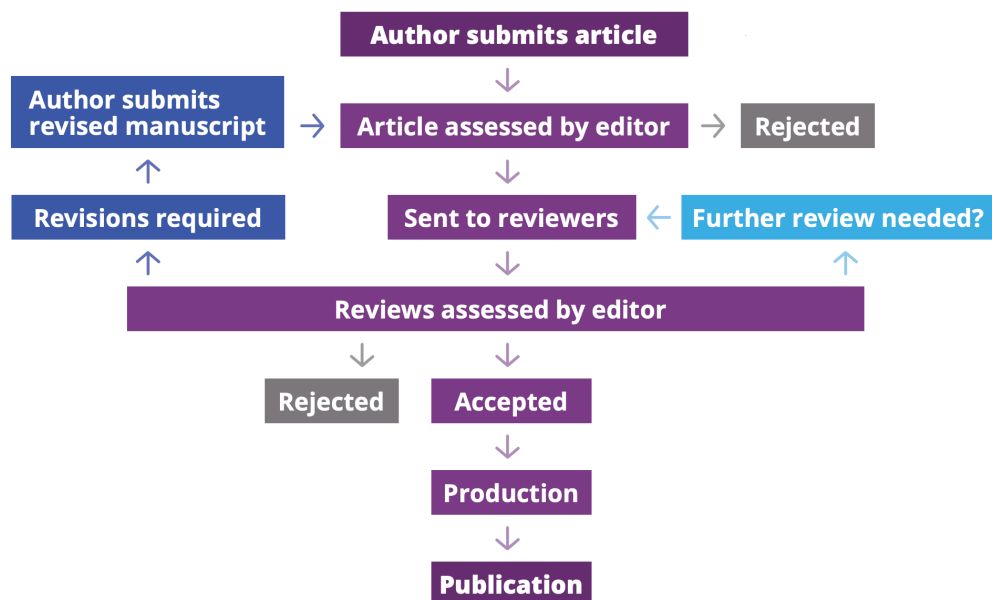 Author submits article
Author submits
revised manuscript
Article assessed by editor
Rejected
Revisions required
Sent to reviewers
Further review needed?
Reviews assessed by editor
Rejected
Accepted
Production
Publication